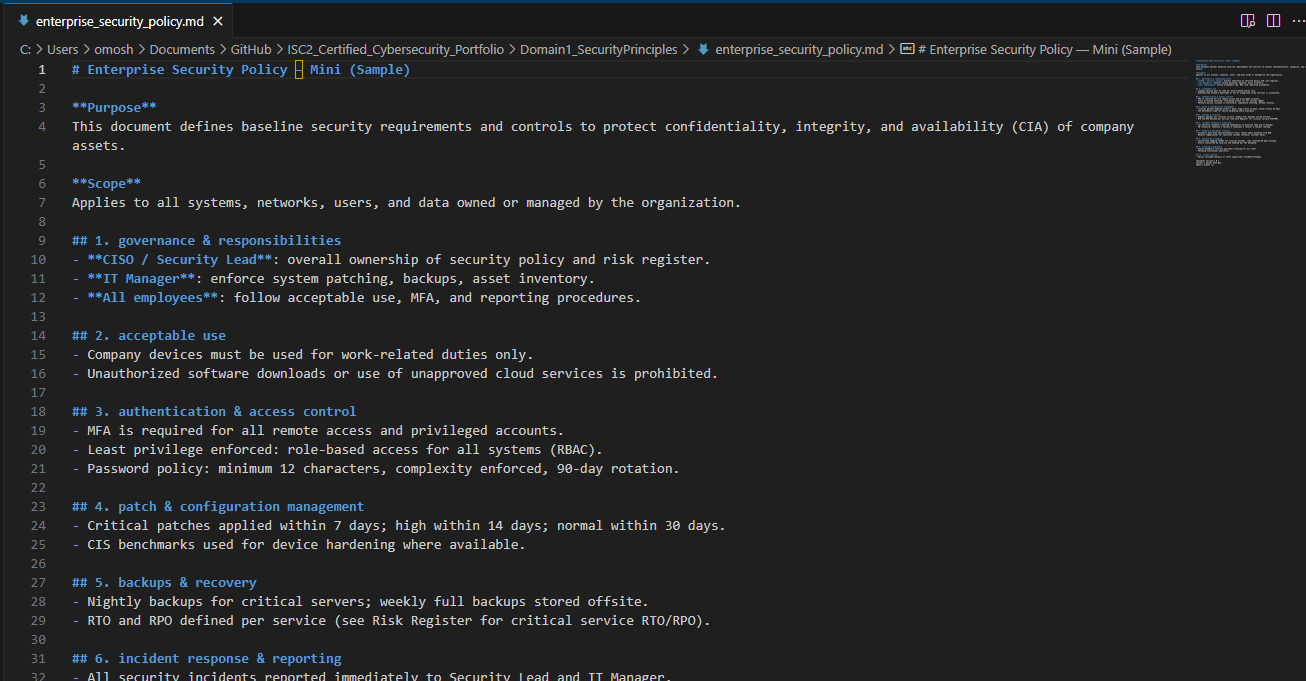 enterprise_security_policy.md
C: > Users > omosh > Documents > GitHub > ISC2_Certified_Cybersecurity_Portfolio > Domain1_SecurityPrinciples > enterprise_security_policy.md > abc # Enterprise Security Policy — Mini (Sample)
1 # Enterprise Security Policy — Mini (Sample)
2
3 **Purpose**
4 This document defines baseline security requirements and controls to protect confidentiality, integrity, and availability (CIA) of company
assets.
5
6 **Scope**
7 Applies to all systems, networks, users, and data owned or managed by the organization.
8
9 ## 1. governance & responsibilities
10 - **CISO / Security Lead**: overall ownership of security policy and risk register.
11 - **IT Manager**: enforce system patching, backups, asset inventory.
12 - **All employees**: follow acceptable use, MFA, and reporting procedures.
13
14 ## 2. acceptable use
15 - Company devices must be used for work-related duties only.
16 - Unauthorized software downloads or use of unapproved cloud services is prohibited.
17
18 ## 3. authentication & access control
19 - MFA is required for all remote access and privileged accounts.
20 - Least privilege enforced: role-based access for all systems (RBAC).
21 - Password policy: minimum 12 characters, complexity enforced, 90-day rotation.
22
23 ## 4. patch & configuration management
24 - Critical patches applied within 7 days; high within 14 days; normal within 30 days.
25 - CIS benchmarks used for device hardening where available.
26
27 ## 5. backups & recovery
28 - Nightly backups for critical servers; weekly full backups stored offsite.
29 - RTO and RPO defined per service (see Risk Register for critical service RTO/RPO).
30
31 ## 6. incident response & reporting
32 - All security incidents reported immediately to Security Lead and IT Manager.